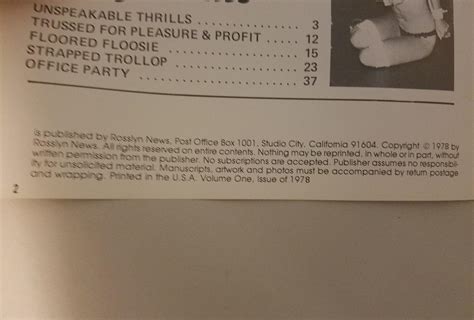 UNSPEAKABLE THRILLS .............. 3
TRUSSED FOR PLEASURE & PROFIT ..... 12
FLOORED FLOOSIE .................. 15
STRAPPED TROLLOP ................. 23
OFFICE PARTY ..................... 37
is published by Rosslyn News, Post Office Box 1001, Studio City, California 91604. Copyright © 1978 by
Rosslyn News. All rights reserved on entire contents. Nothing may be reprinted, in whole or in part, without
written permission from the publisher. No subscriptions are accepted. Publisher assumes no responsibil-
ity for unsolicited material. Manuscripts, artwork and photos must be accompanied by return postage
and wrapping. Printed in the U.S.A. Volume One, Issue of 1978
2